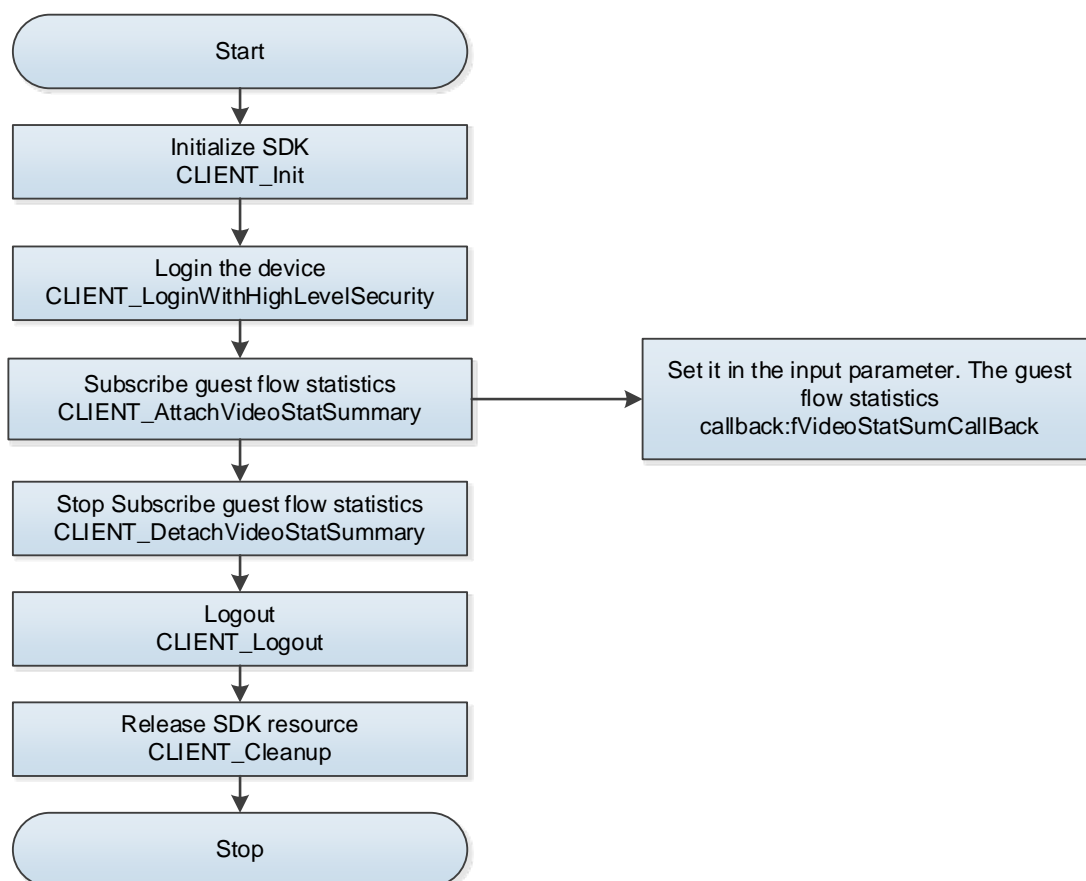 Start
Initialize SDK
CLIENT_Init
Login the device
CLIENT_LoginWithHighLevelSecurity
Subscribe guest flow statistics
CLIENT_AttachVideoStatSummary
Set it in the input parameter. The guest
flow statistics
callback:fVideoStatSumCallBack
Stop Subscribe guest flow statistics
CLIENT_DetachVideoStatSummary
Logout
CLIENT_Logout
Release SDK resource
CLIENT_Cleanup
Stop